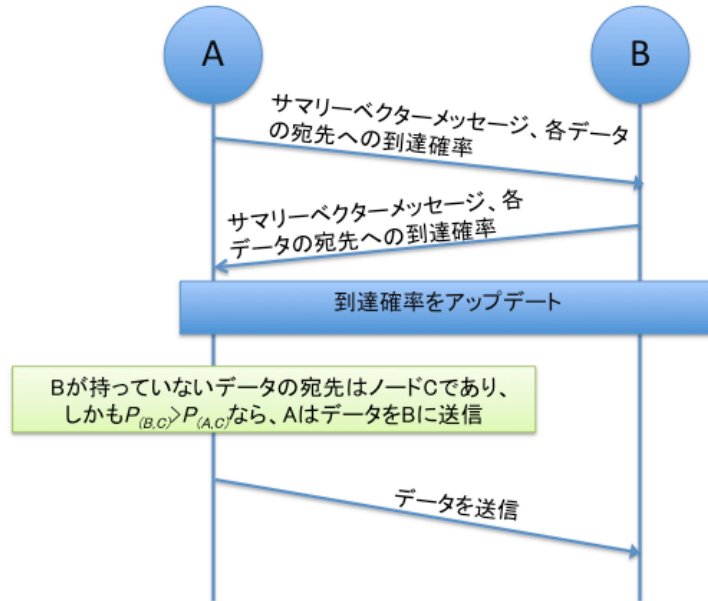 A
B
サマリーベクターメッセージ、各データ
の宛先への到達確率
サマリーベクターメッセージ、各
データの宛先への到達確率
到達確率をアップデート
Bが持っていないデータの宛先はノードCであり、
しかもP(B,C)>P(A,C)なら、AはデータをBに送信
データを送信